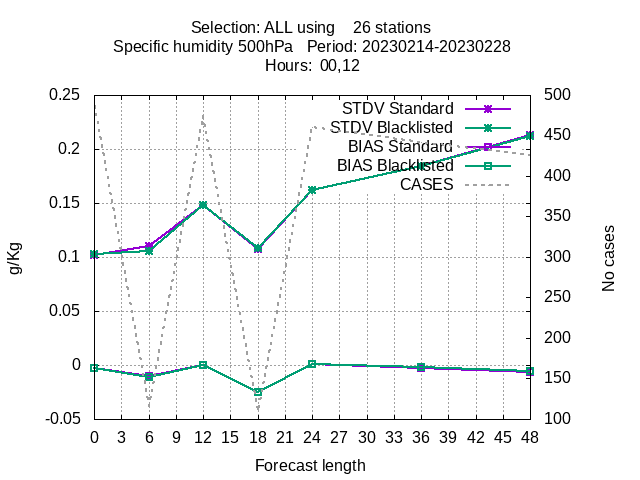 Selection: ALL using    26 stations
Specific humidity 500hPa   Period: 20230214-20230228
Hours:  00,12
0.25
0.2
0.15
0.1
0.05
0
-0.05
g/Kg
STDV Standard
STDV Blacklisted
BIAS Standard
BIAS Blacklisted
CASES
500
450
400
350
300
250
200
150
100
No cases
0 3 6 9 12 15 18 21 24 27 30 33 36 39 42 45 48
Forecast length